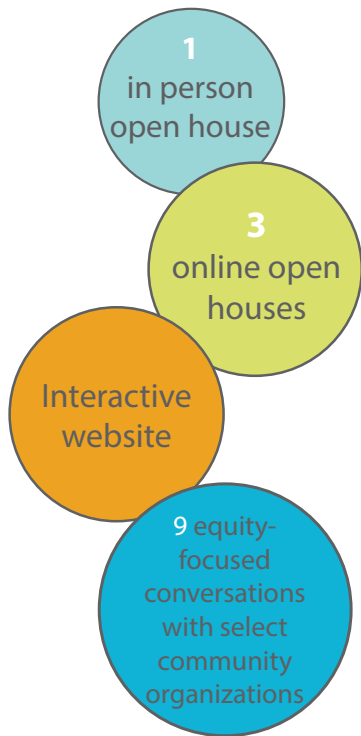 1
in person
open house
3
online open
houses
Interactive
website
9 equity-
focused
conversations
with select
community
organizations